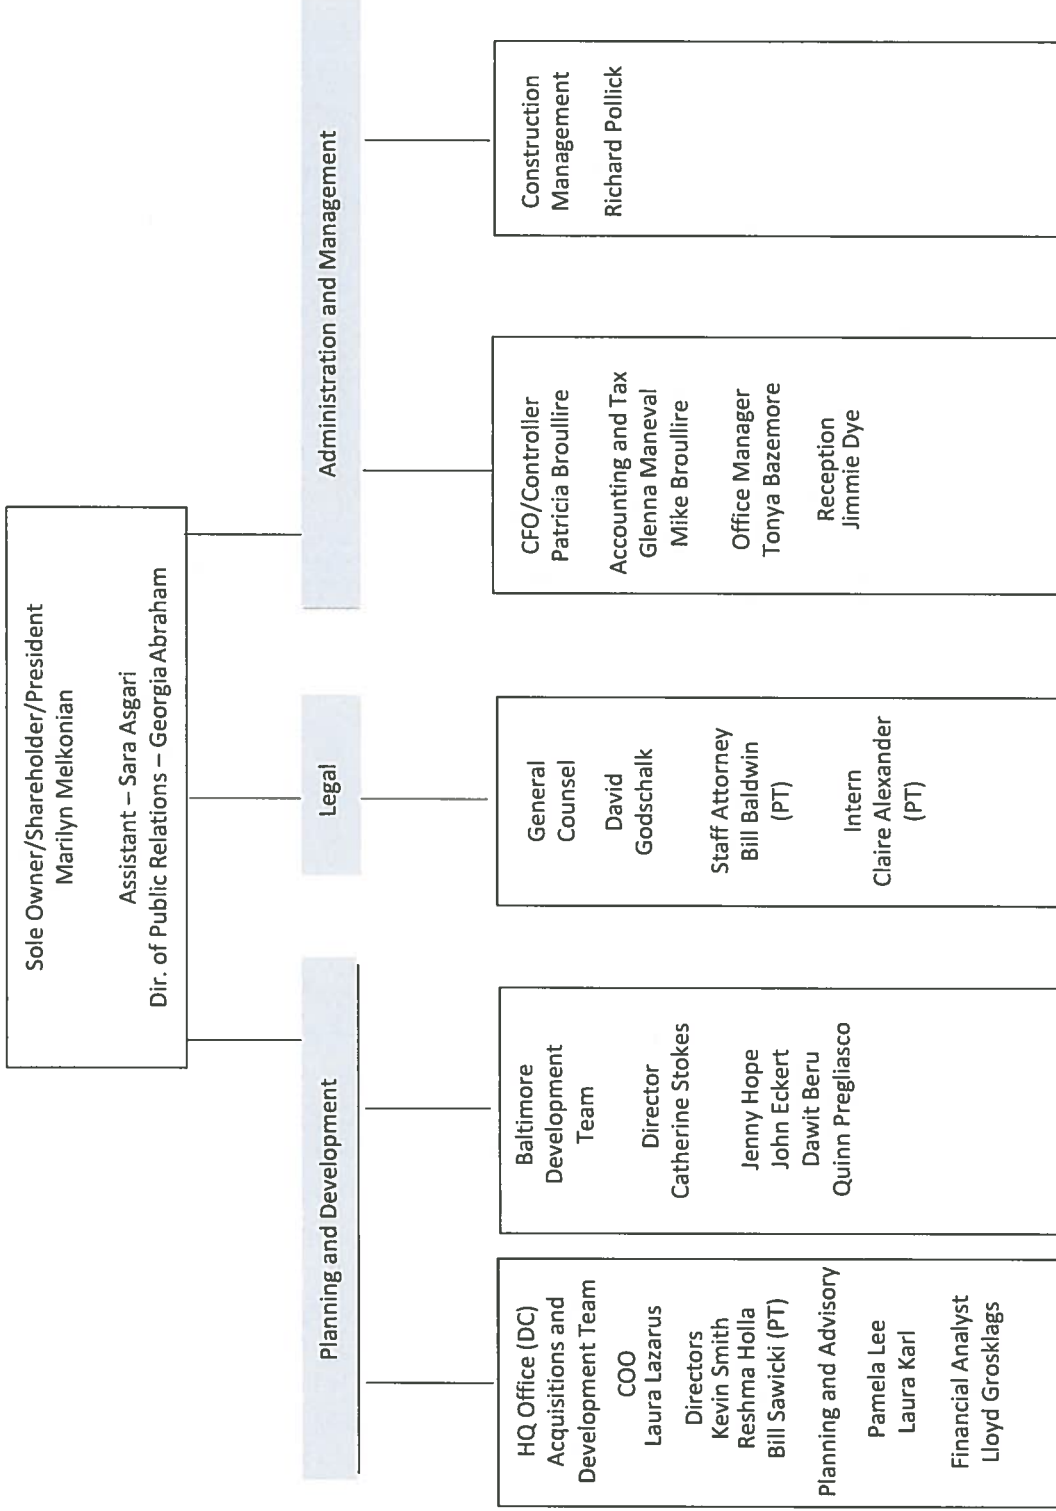 Sole Owner/Shareholder/President
Marilyn Melkonian
Assistant – Sara Asgari
Dir. of Public Relations – Georgia Abraham
Planning and Development
Legal
Administration and Management
HQ Office (DC)
Acquisitions and
Development Team
COO
Laura Lazarus
Directors
Kevin Smith
Reshma Holla
Bill Sawicki (PT)
Planning and Advisory
Pamela Lee
Laura Karl
Financial Analyst
Lloyd Grosklags
Baltimore
Development
Team
Director
Catherine Stokes
Jenny Hope
John Eckert
Dawit Beru
Quinn Pregliasco
General
Counsel
David
Godschalk
Staff Attorney
Bill Baldwin
(PT)
Intern
Claire Alexander
(PT)
CFO/Controller
Patricia Broullire
Accounting and Tax
Glenna Maneval
Mike Broullire
Office Manager
Tonya Bazemore
Reception
Jimmie Dye
Construction
Management
Richard Pollick